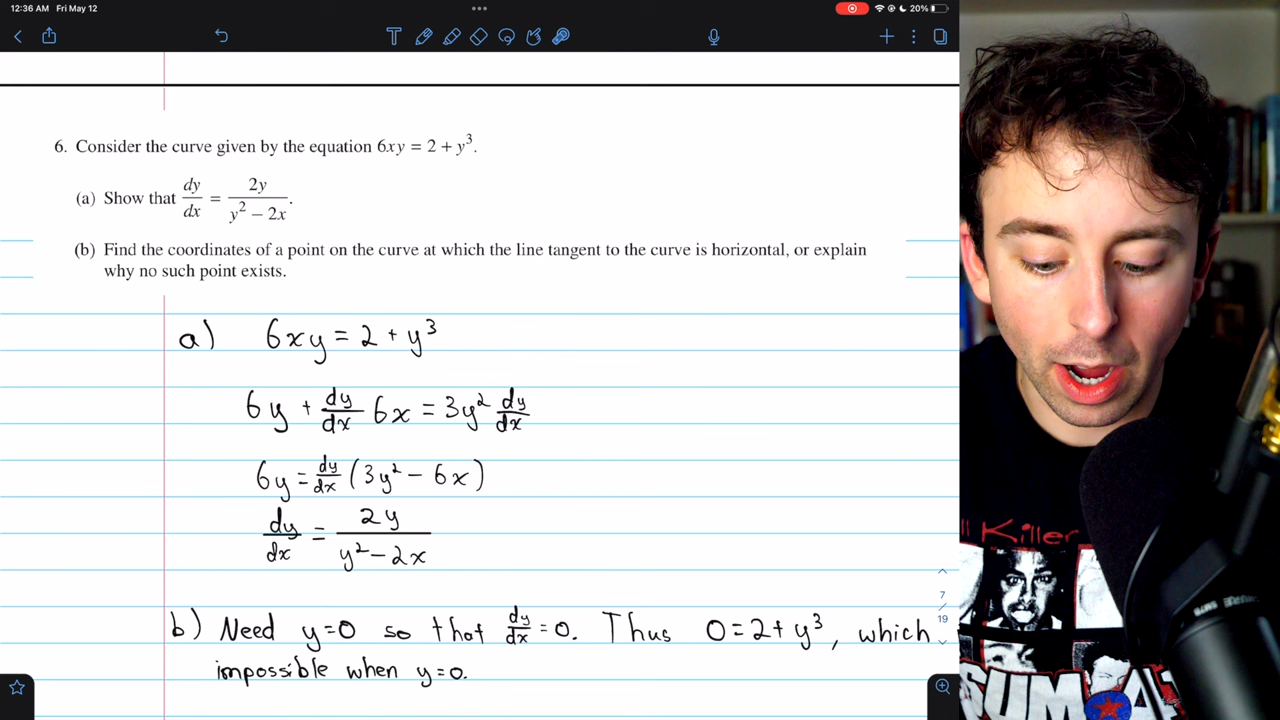 12:36 AM Fri May 12
20%
T
6. Consider the curve given by the equation 6xy = 2 + y³.
(a) Show that dy/dx = 2y/(y² − 2x).
(b) Find the coordinates of a point on the curve at which the line tangent to the curve is horizontal, or explain
why no such point exists.
a) 6xy = 2 + y³
6y + dy/dx 6x = 3y² dy/dx
6y = dy/dx (3y² − 6x)
dy/dx = 2y/(y² − 2x)
7
/
19
b) Need y=0 so that dy/dx = 0. Thus 0 = 2 + y³, which
impossible when y=0.
Killer
SUM